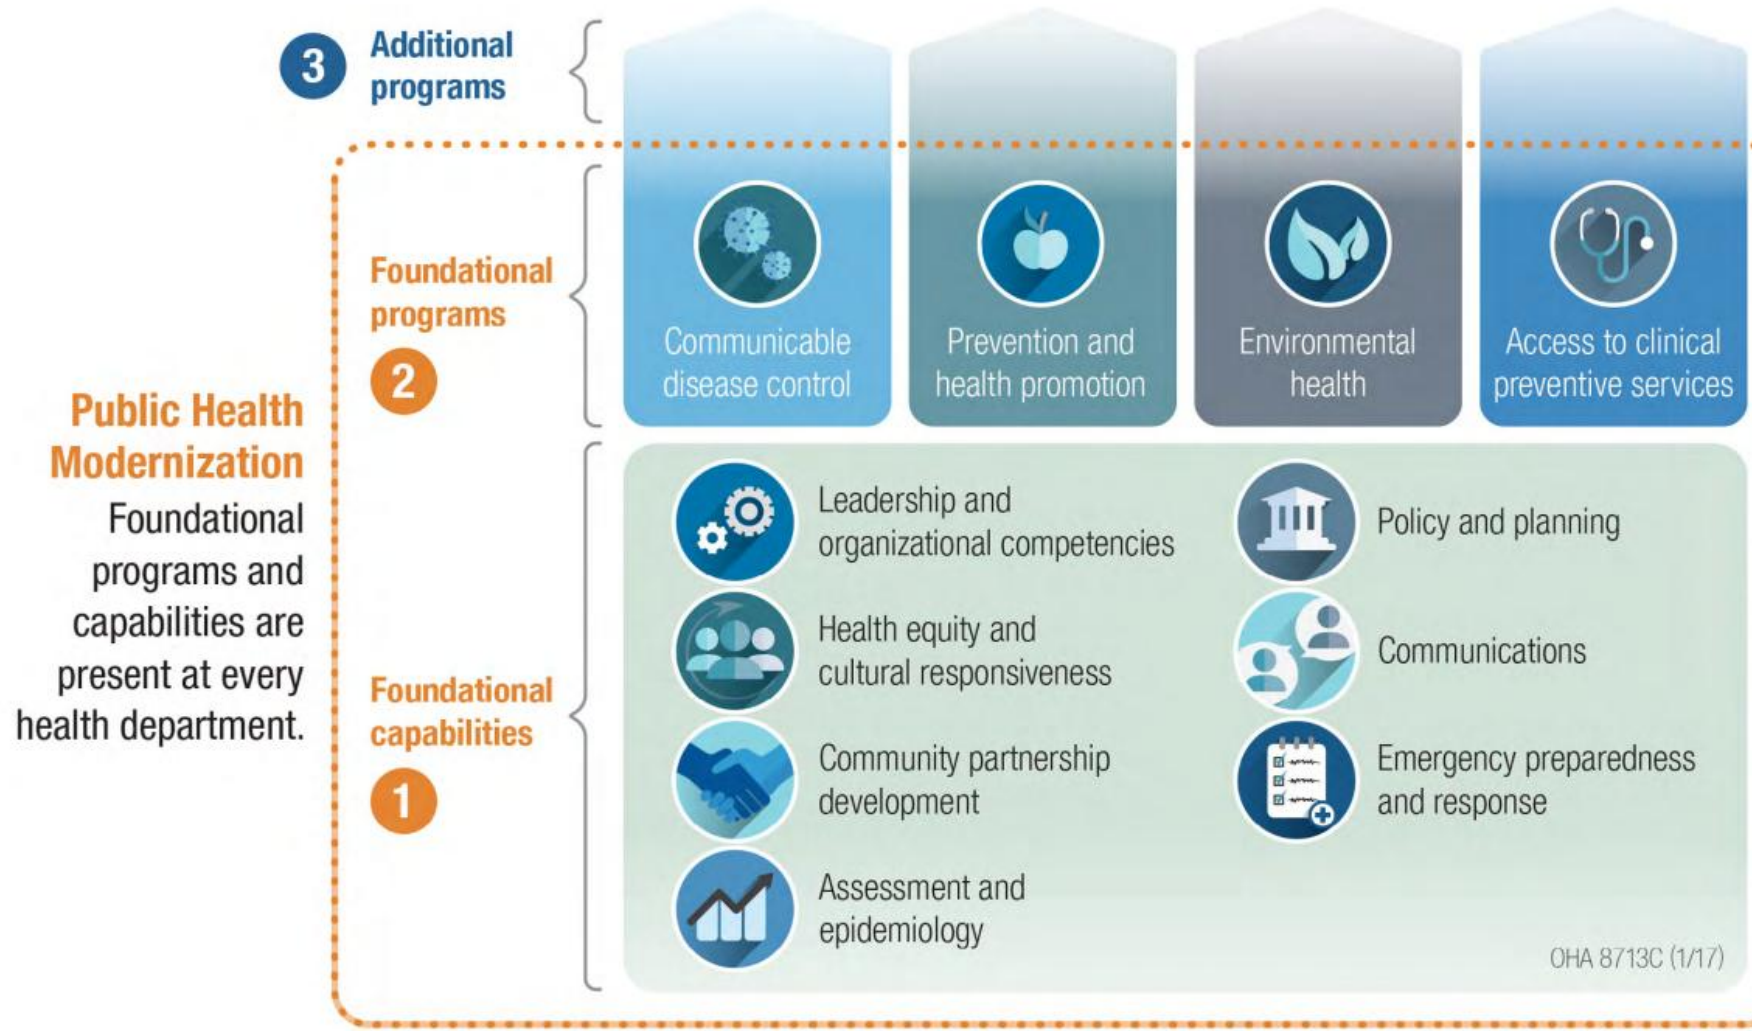 3
Additional
programs
Foundational
programs
2
Communicable
disease control
Prevention and
health promotion
Environmental
health
Access to clinical
preventive services
Public Health
Modernization
Foundational
programs and
capabilities are
present at every
health department.
Foundational
capabilities
1
Leadership and
organizational competencies
Health equity and
cultural responsiveness
Community partnership
development
Assessment and
epidemiology
Policy and planning
Communications
Emergency preparedness
and response
OHA 8713C (1/17)